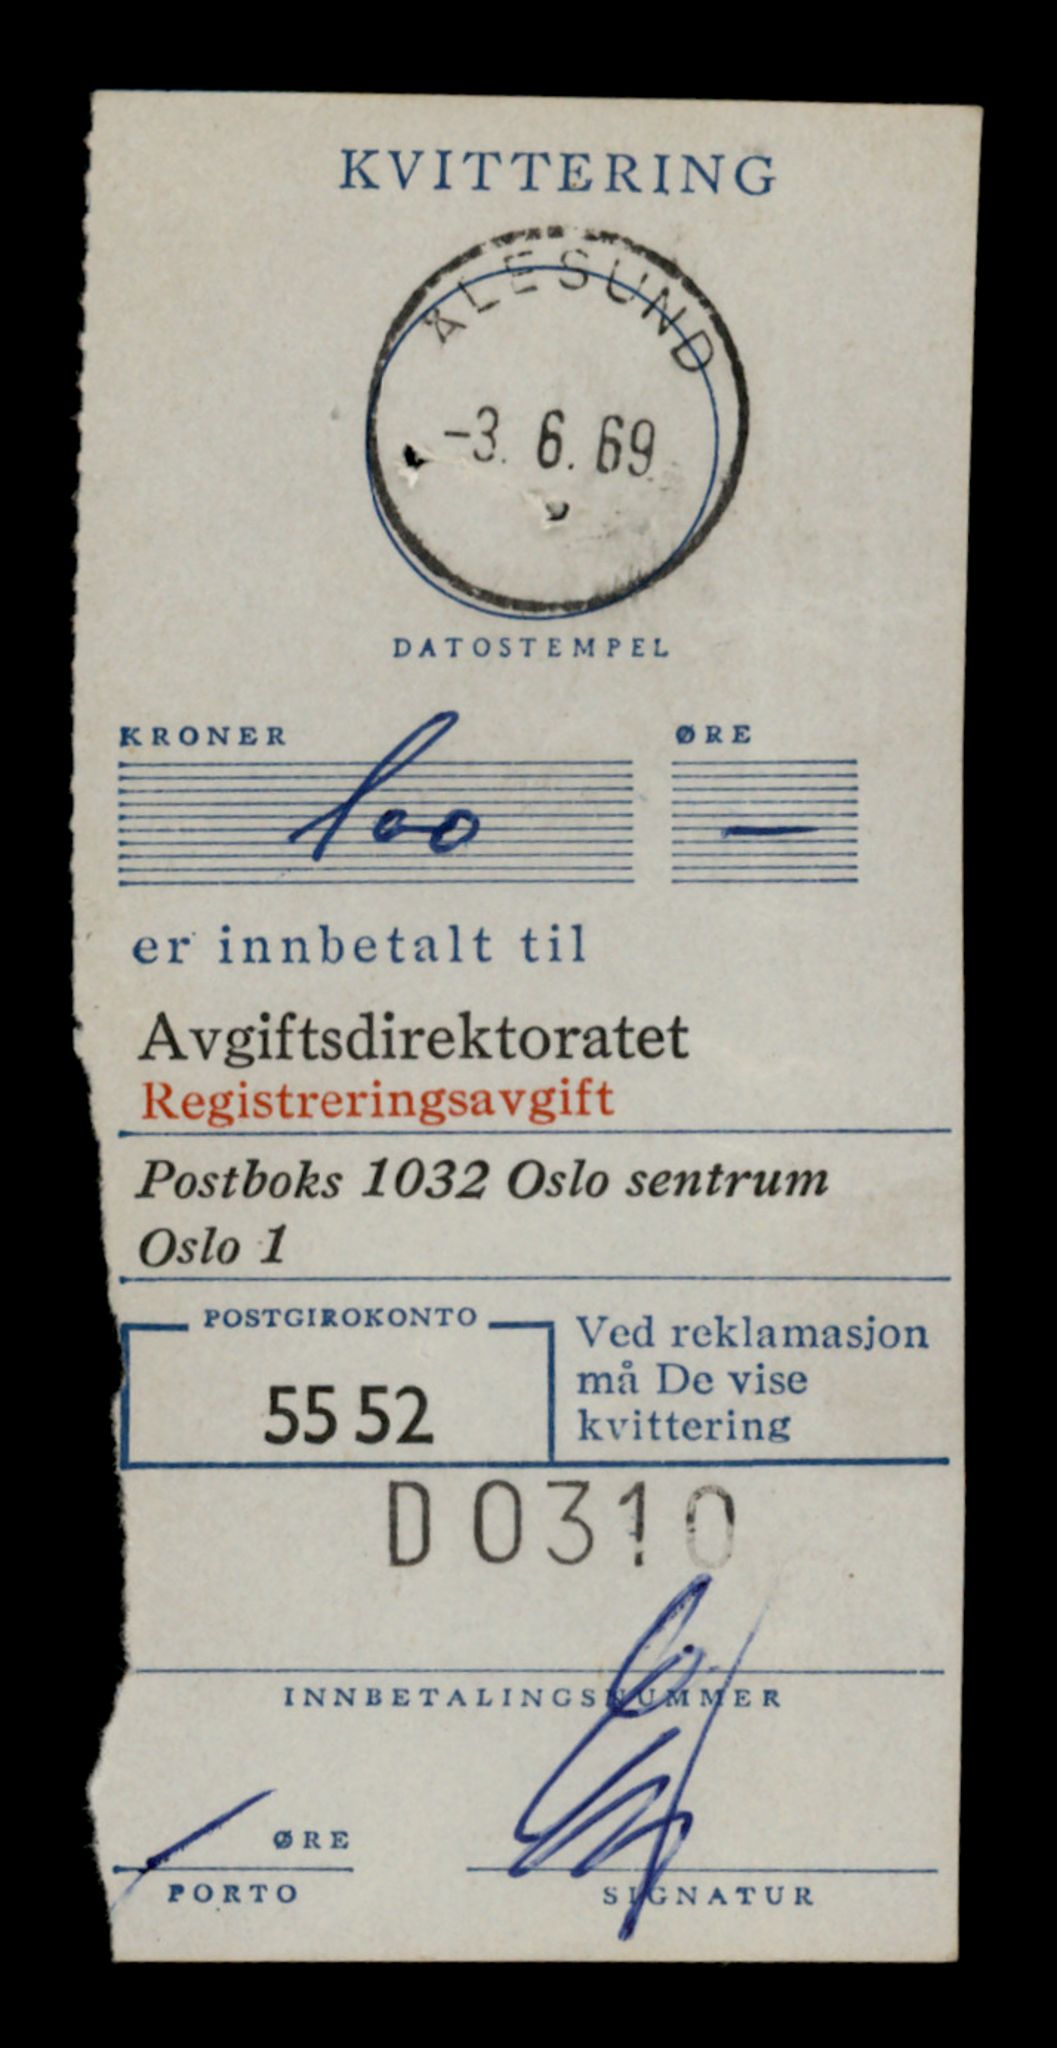 KVITTERING
ÅLESUND
-3. 6. 69
DATOSTEMPEL
KRONER ØRE
100 —
er innbetalt til
Avgiftsdirektoratet
Registreringsavgift
Postboks 1032 Oslo sentrum
Oslo 1
POSTGIROKONTO
55 52
Ved reklamasjon
må De vise
kvittering
D 0310
INNBETALINGSNUMMER
ØRE
PORTO
SIGNATUR